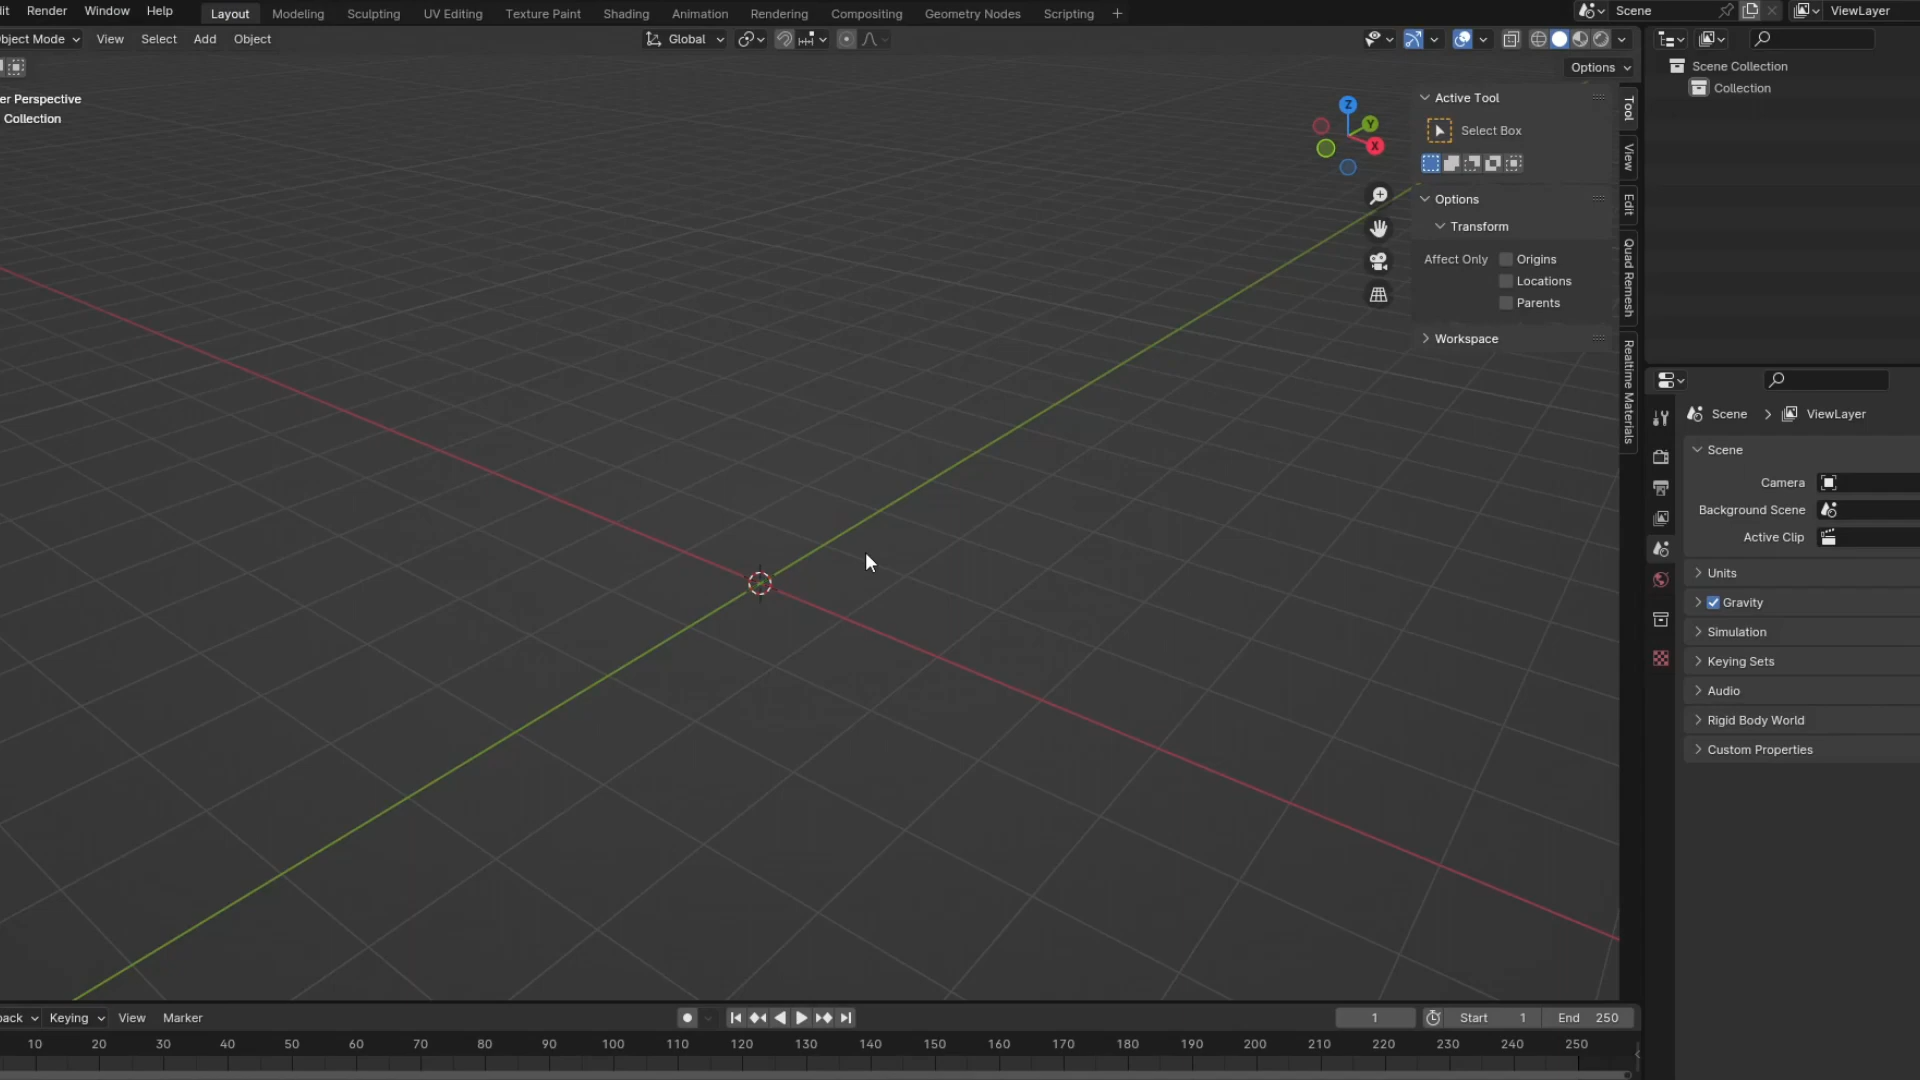 it Render Window Help Layout Modeling Sculpting UV Editing Texture Paint Shading Animation Rendering Compositing Geometry Nodes Scripting + Scene ViewLayer
bject Mode View Select Add Object Global
Options
er Perspective
Collection
Z
Y
X
Active Tool
Select Box
Options
Transform
Affect Only Origins
Locations
Parents
Workspace
Tool
View
Edit
Quad Remesh
Realtime Materials
Scene Collection
Collection
Scene > ViewLayer
Scene
Camera
Background Scene
Active Clip
Units
Gravity
Simulation
Keying Sets
Audio
Rigid Body World
Custom Properties
back Keying View Marker 1 Start 1 End 250
10 20 30 40 50 60 70 80 90 100 110 120 130 140 150 160 170 180 190 200 210 220 230 240 250